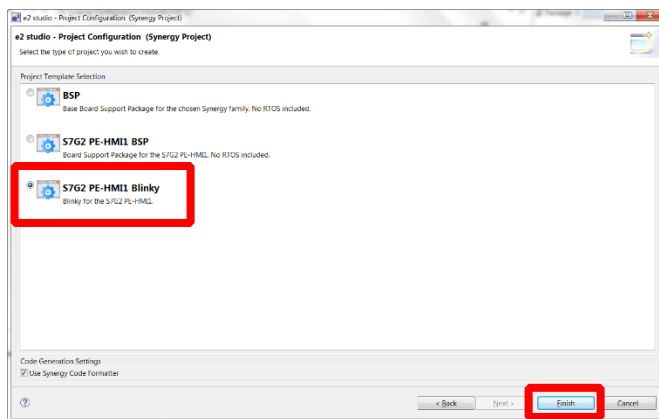 e2 studio - Project Configuration (Synergy Project)
e2 studio - Project Configuration (Synergy Project)
Select the type of project you wish to create.
Project Template Selection
BSP
Base Board Support Package for the chosen Synergy family. No RTOS included.
S7G2 PE-HMI1 BSP
Board Support Package for the S7G2 PE-HMI1. No RTOS included.
S7G2 PE-HMI1 Blinky
Blinky for the S7G2 PE-HMI1.
Code Generation Settings
Use Synergy Code Formatter
< Back Next > Finish Cancel